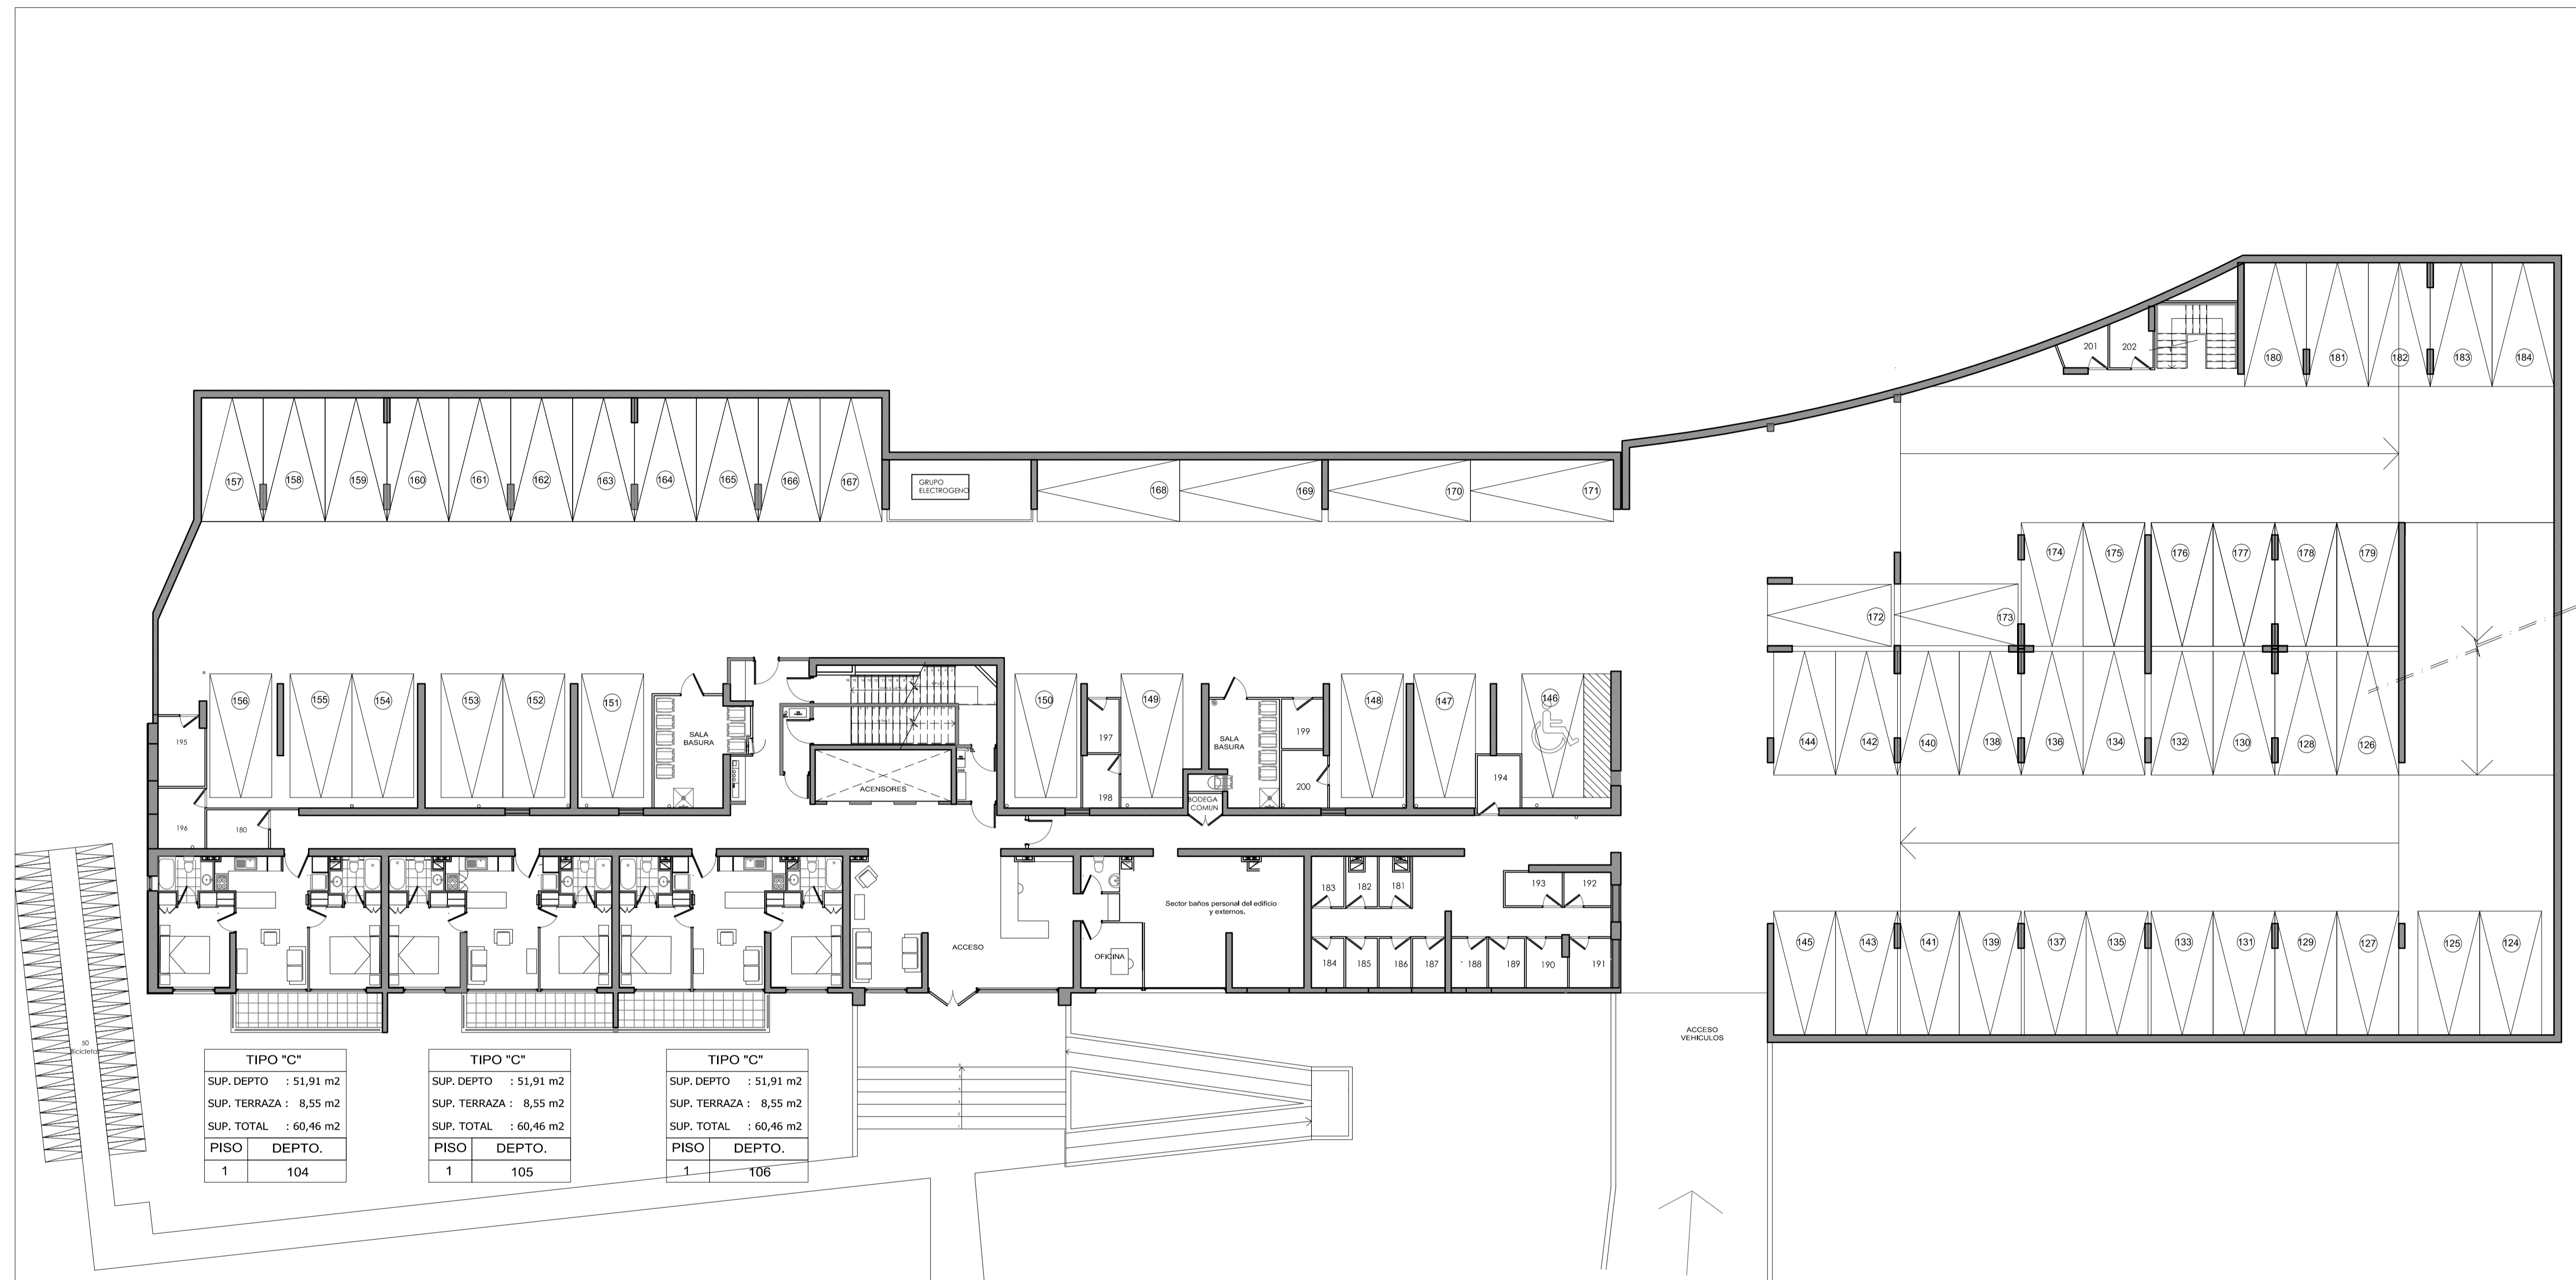 180
181
182
183
184
201
202
157
158
159
160
161
162
163
164
165
166
167
GRUPO
ELECTROGENO
168
169
170
171
174
175
176
177
178
179
172
173
156
155
154
153
152
151
150
149
148
147
146
144
142
140
138
136
134
132
130
128
126
195
SALA
BASURA
197
SALA
BASURA
199
194
ACENSORES
198
200
BODEGA
COMUN
196
180
183
182
181
193
192
Sector baños personal del edificio
y externos.
ACCESO
OFICINA
184
185
186
187
188
189
190
191
145
143
141
139
137
135
133
131
129
127
125
124
50
Bicicletas
ACCESO
VEHICULOS
TIPO "C"
SUP. DEPTO : 51,91 m2
SUP. TERRAZA : 8,55 m2
SUP. TOTAL : 60,46 m2
PISO DEPTO.
1 104
TIPO "C"
SUP. DEPTO : 51,91 m2
SUP. TERRAZA : 8,55 m2
SUP. TOTAL : 60,46 m2
PISO DEPTO.
1 105
TIPO "C"
SUP. DEPTO : 51,91 m2
SUP. TERRAZA : 8,55 m2
SUP. TOTAL : 60,46 m2
PISO DEPTO.
1 106